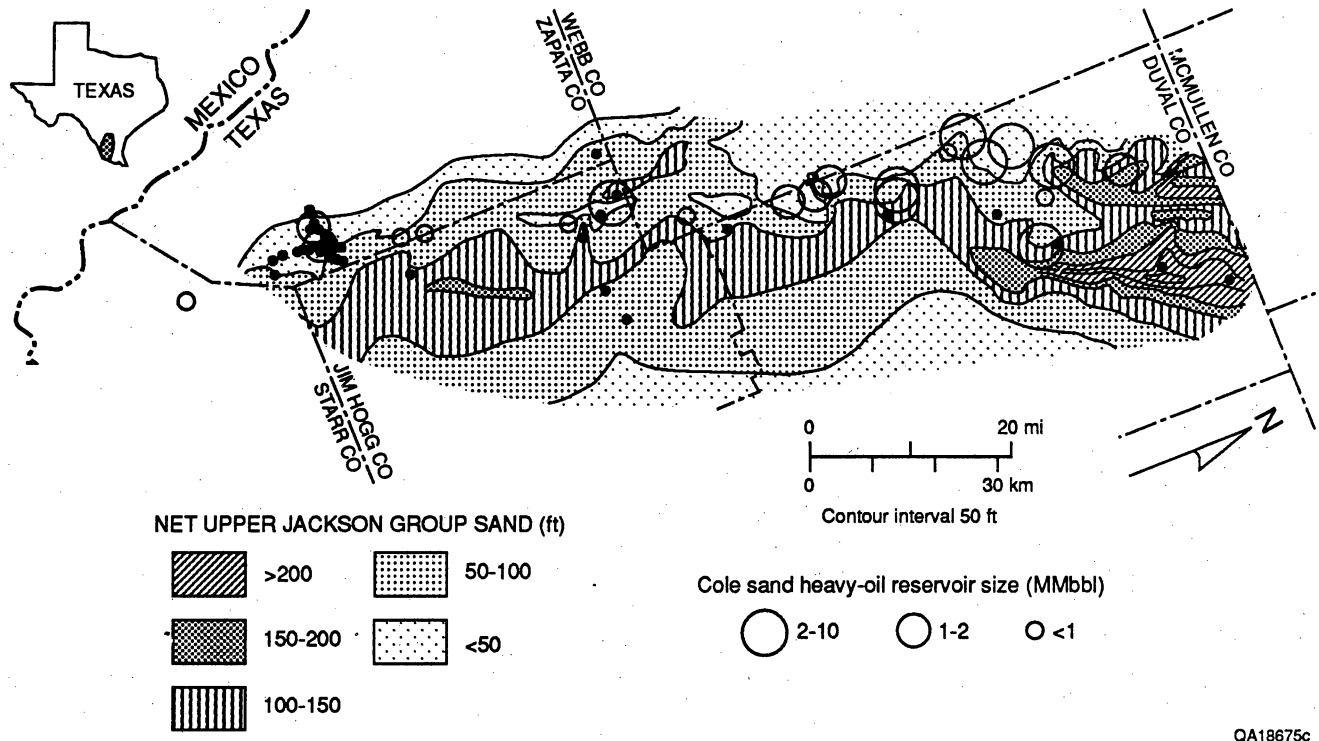 TEXAS
MEXICO
TEXAS
WEBB CO
ZAPATA CO
MCMULLEN CO
DUVAL CO
JIM HOGG CO
STARR CO
0 20 mi
0 30 km
Contour interval 50 ft
N
NET UPPER JACKSON GROUP SAND (ft)
>200
150-200
100-150
50-100
<50
Cole sand heavy-oil reservoir size (MMbbl)
2-10
1-2
<1
QA18675c